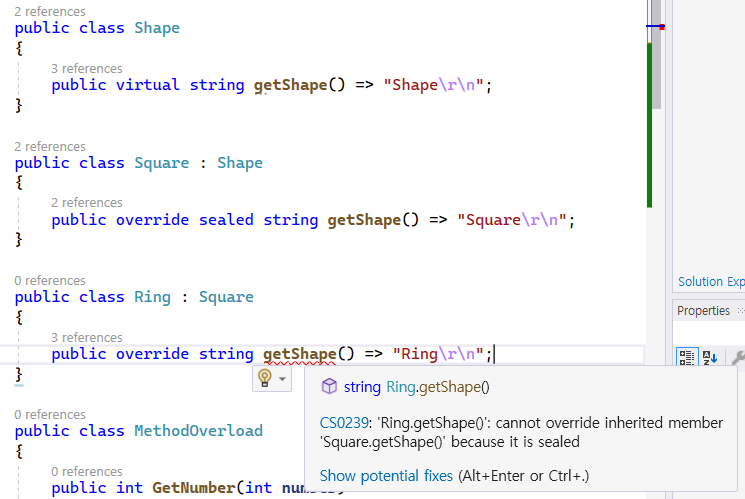 2 references
public class Shape
{
3 references
public virtual string getShape() => "Shape\r\n";
}
2 references
public class Square : Shape
{
2 references
public override sealed string getShape() => "Square\r\n";
}
0 references
public class Ring : Square
{
3 references
public override string getShape() => "Ring\r\n";
}
string Ring.getShape()
CS0239: 'Ring.getShape()': cannot override inherited member
'Square.getShape()' because it is sealed
Show potential fixes (Alt+Enter or Ctrl+.)
0 references
public class MethodOverload
{
0 references
public int GetNumber(int number)
Solution Exp
Properties